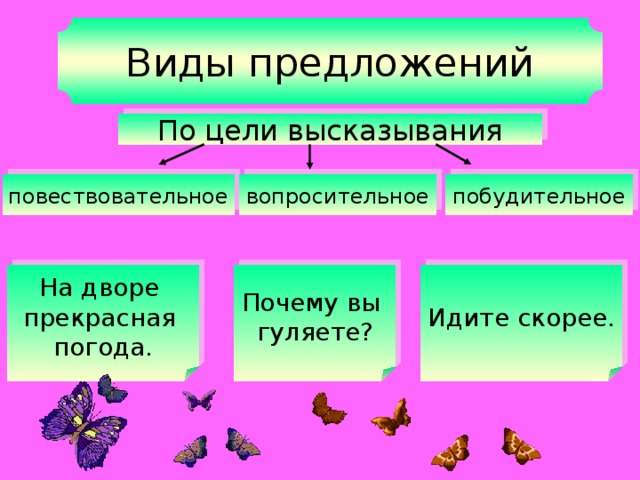 Виды предложений
По цели высказывания
повествовательное
вопросительное
побудительное
На дворе
прекрасная
погода.
Почему вы
гуляете?
Идите скорее.